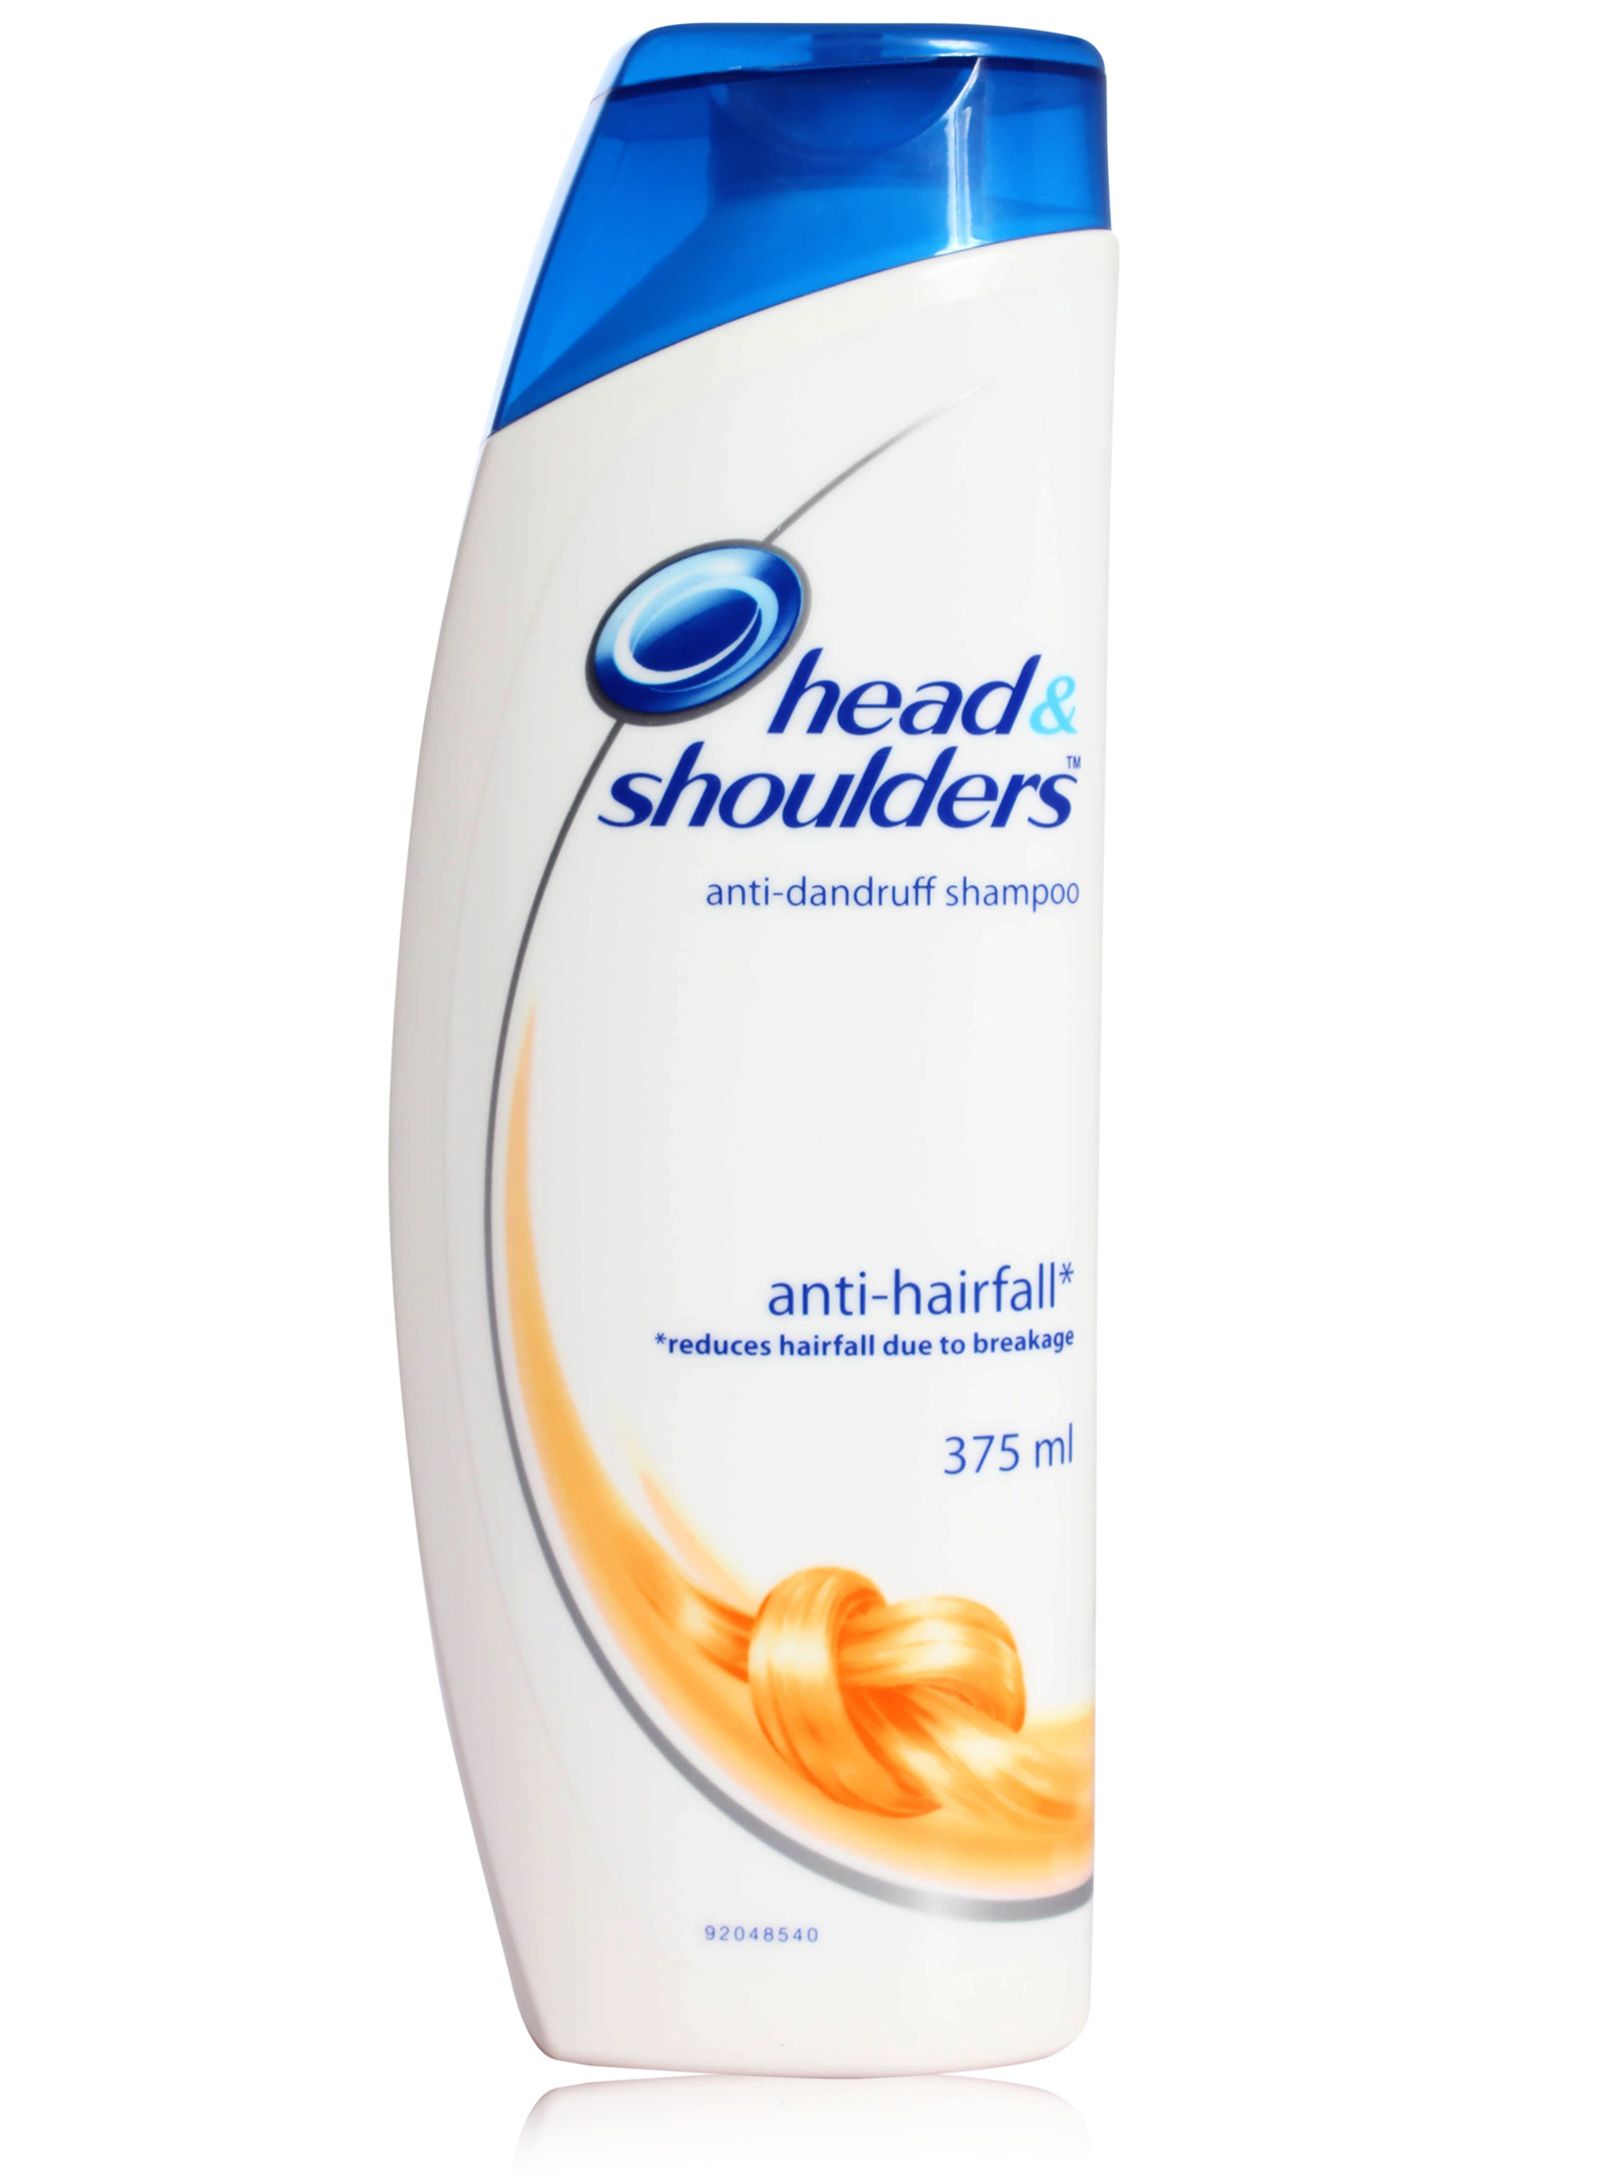 head&
shoulders™
anti-dandruff shampoo
anti-hairfall*
*reduces hairfall due to breakage
375 ml
92048540